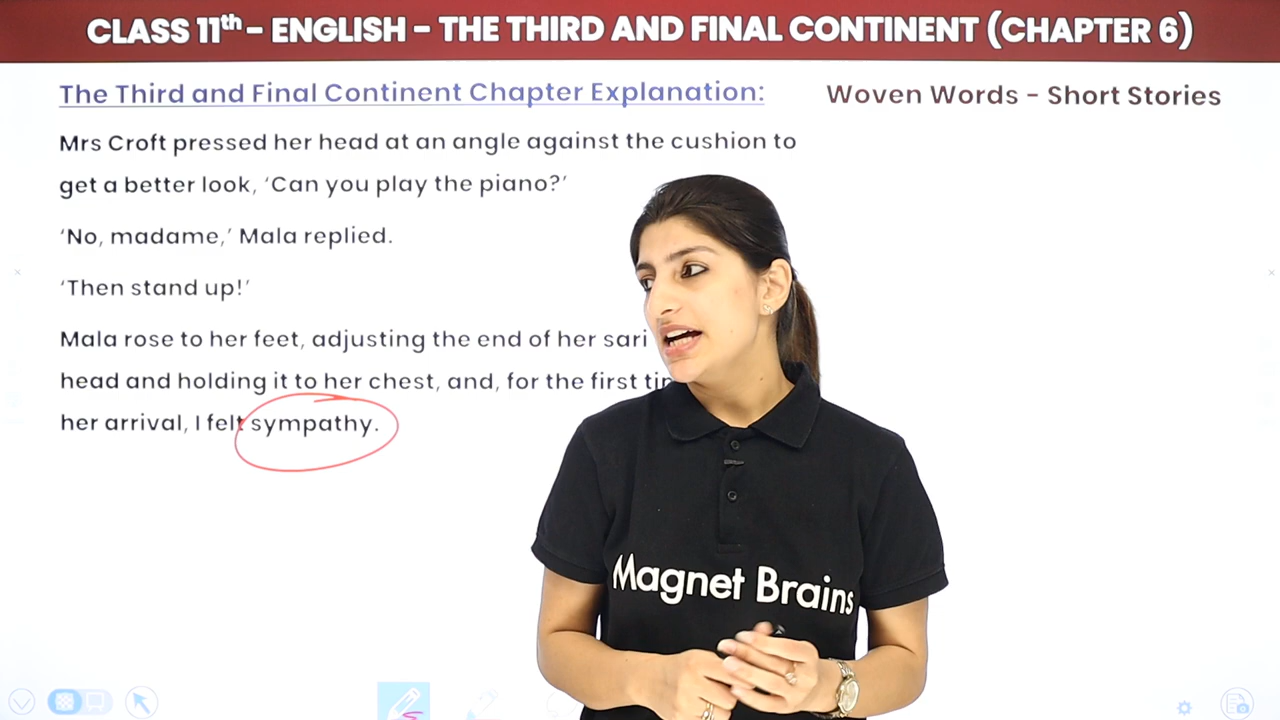 CLASS 11th - ENGLISH - THE THIRD AND FINAL CONTINENT (CHAPTER 6)
The Third and Final Continent Chapter Explanation:
Woven Words - Short Stories
Mrs Croft pressed her head at an angle against the cushion to
get a better look, ‘Can you play the piano?’
‘No, madame,’ Mala replied.
‘Then stand up!’
Mala rose to her feet, adjusting the end of her sari
head and holding it to her chest, and, for the first
her arrival, I felt sympathy.
Magnet Brains